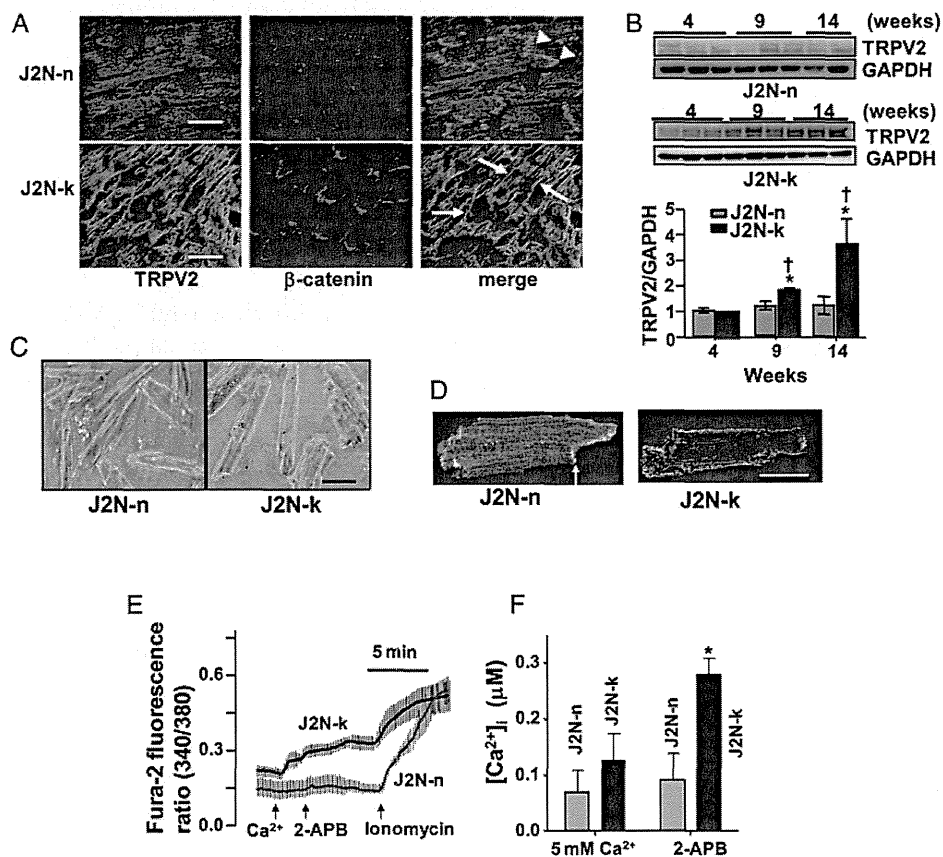 A
J2N-n
J2N-k
TRPV2
β-catenin
merge
B
4 9 14 (weeks)
TRPV2
GAPDH
J2N-n
4 9 14 (weeks)
TRPV2
GAPDH
J2N-k
TRPV2/GAPDH
5
4
3
2
1
0
J2N-n
J2N-k
†
*
†
*
4 9 14
Weeks
C
J2N-n
J2N-k
D
J2N-n
J2N-k
E
Fura-2 fluorescence
ratio (340/380)
0.6
0.3
0.0
5 min
J2N-k
J2N-n
Ca²⁺ 2-APB Ionomycin
F
[Ca²⁺]i (μM)
0.3
0.2
0.1
0.0
J2N-n
J2N-k
J2N-n
*
J2N-k
5 mM Ca²⁺ 2-APB